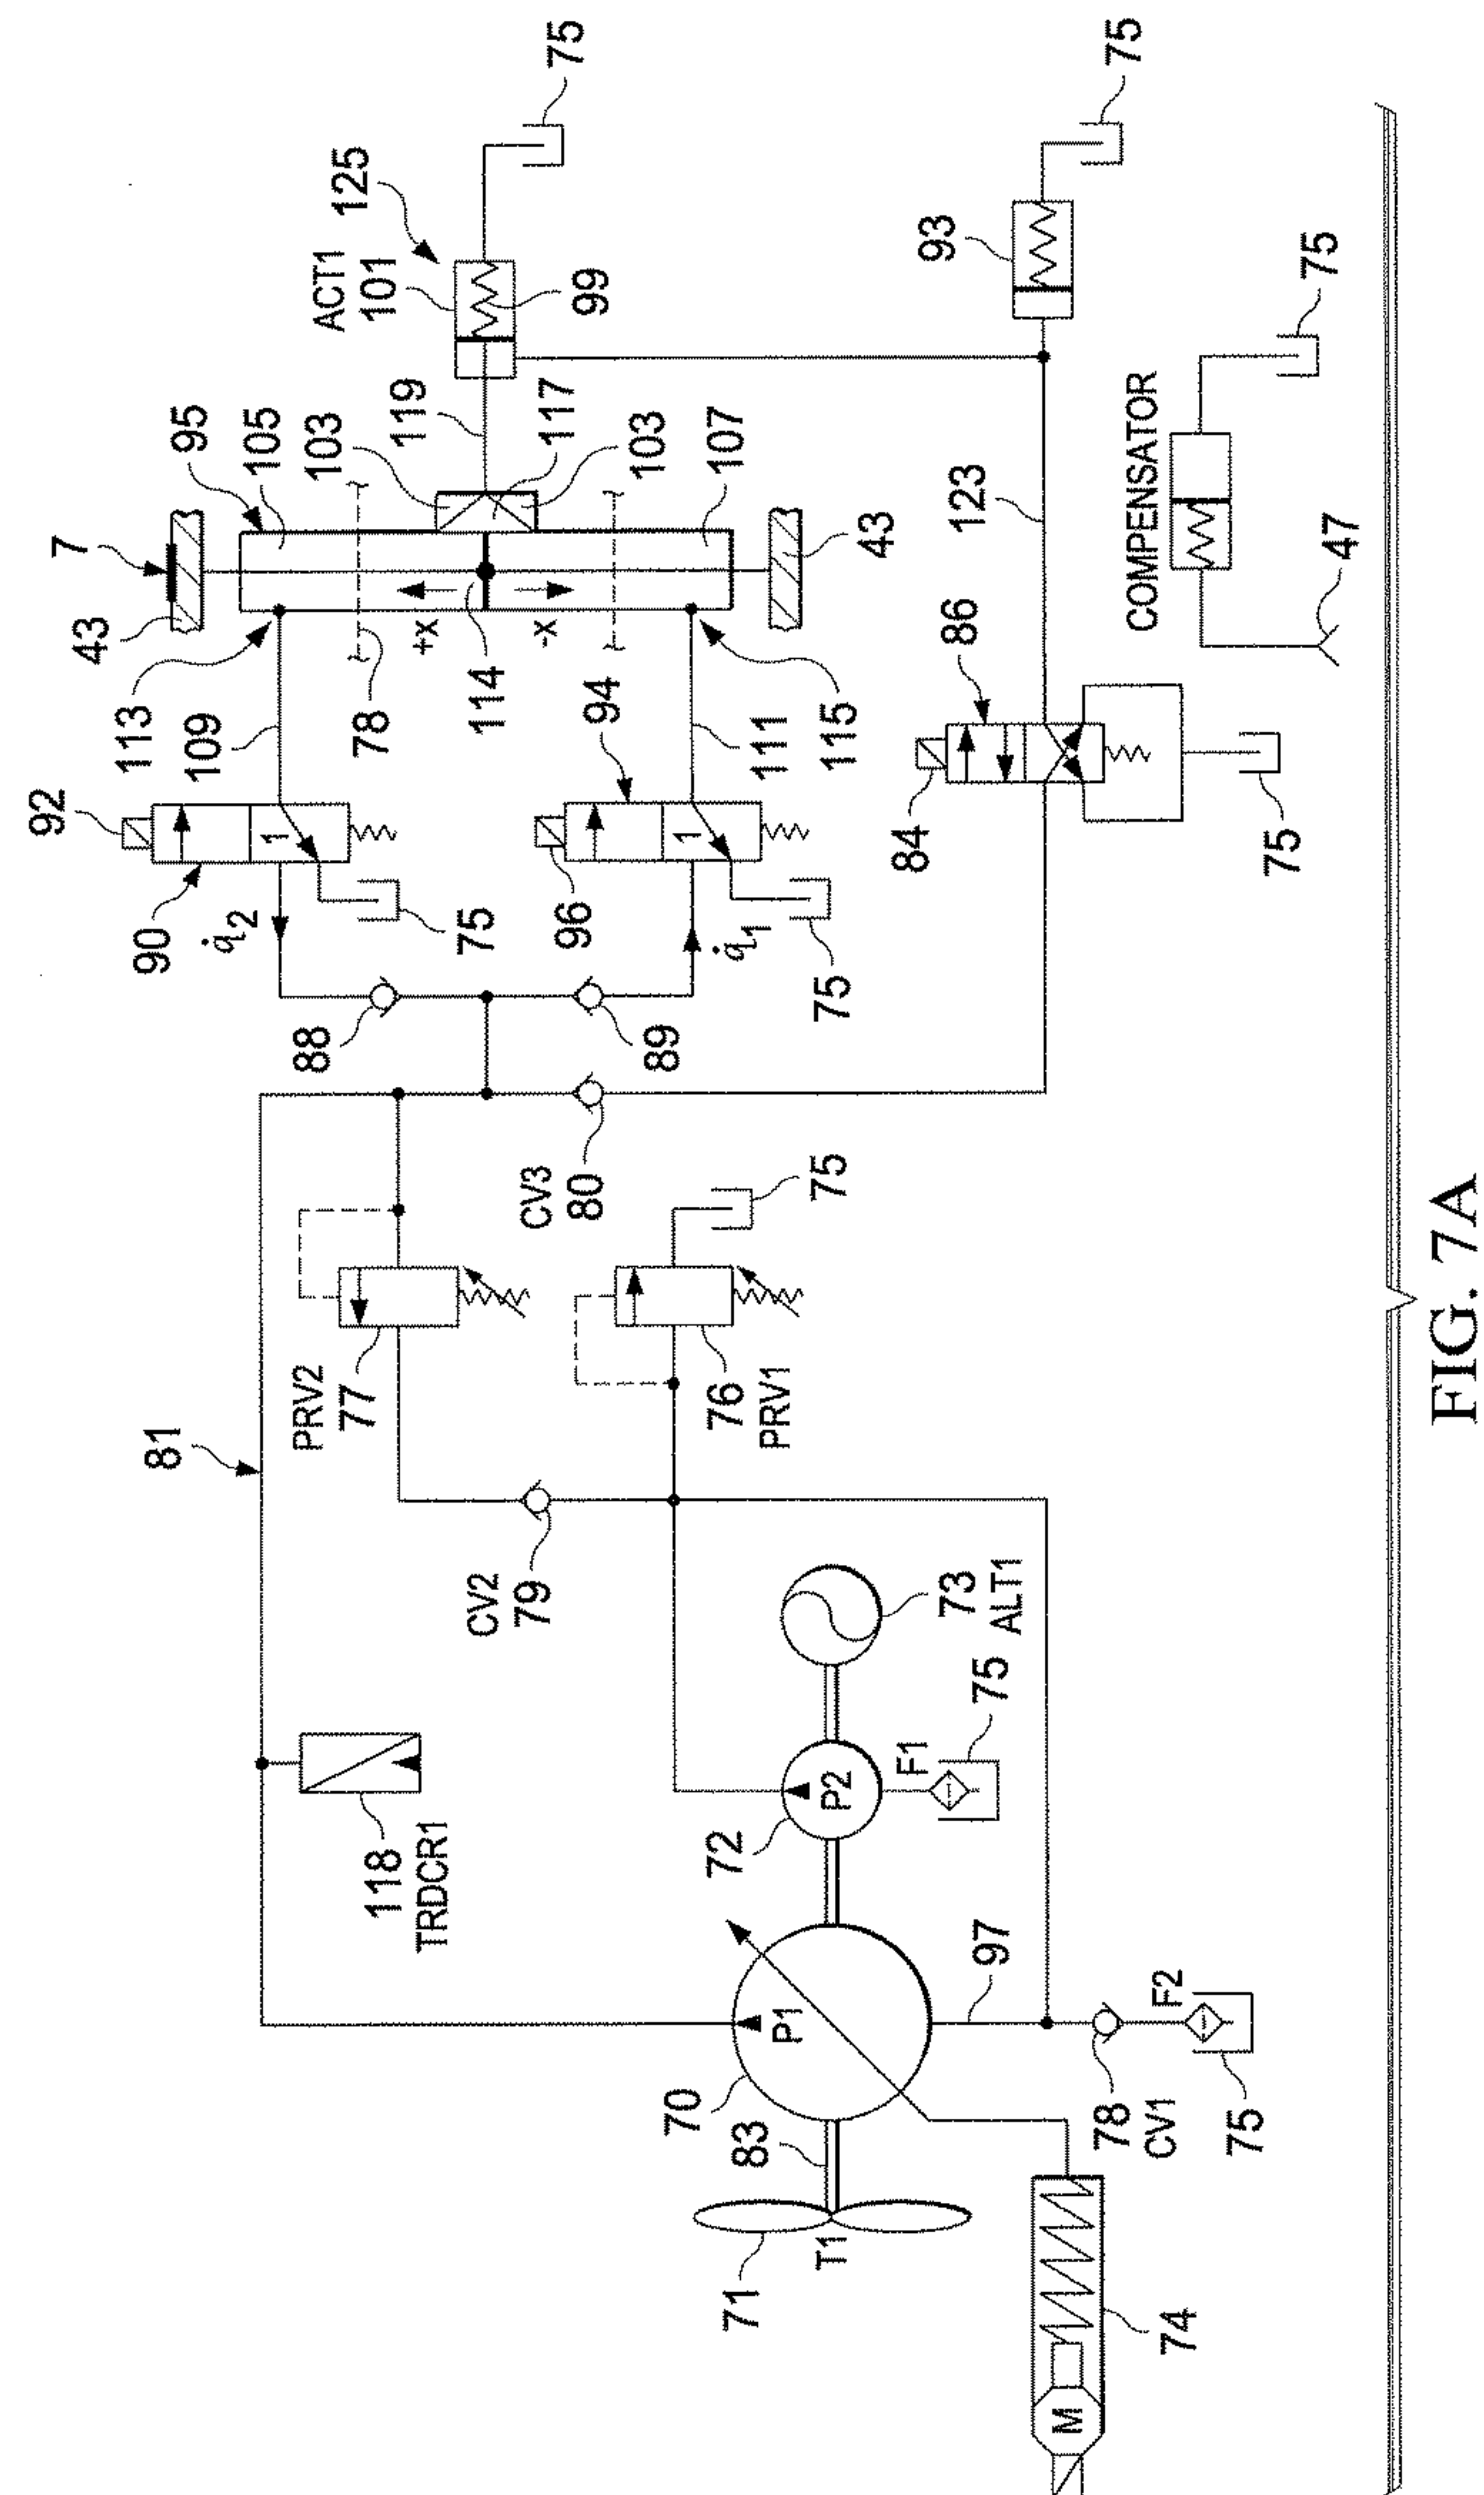 75
125
ACT1
101
99
75
93
75
COMPENSATOR
47
7
95
105
103
119
117
103
107
43
43
123
113
109
78
+x
114
-x
94
111
115
86
84
75
92
1
90
q̇2
75
96
1
q̇1
75
88
89
CV3
80
75
81
PRV2
77
76
PRV1
CV2
79
73
ALT1
118
TRDCR1
72
P2
F1
75
70
P1
83
97
F2
78
CV1
75
71
T1
M
74
FIG. 7A